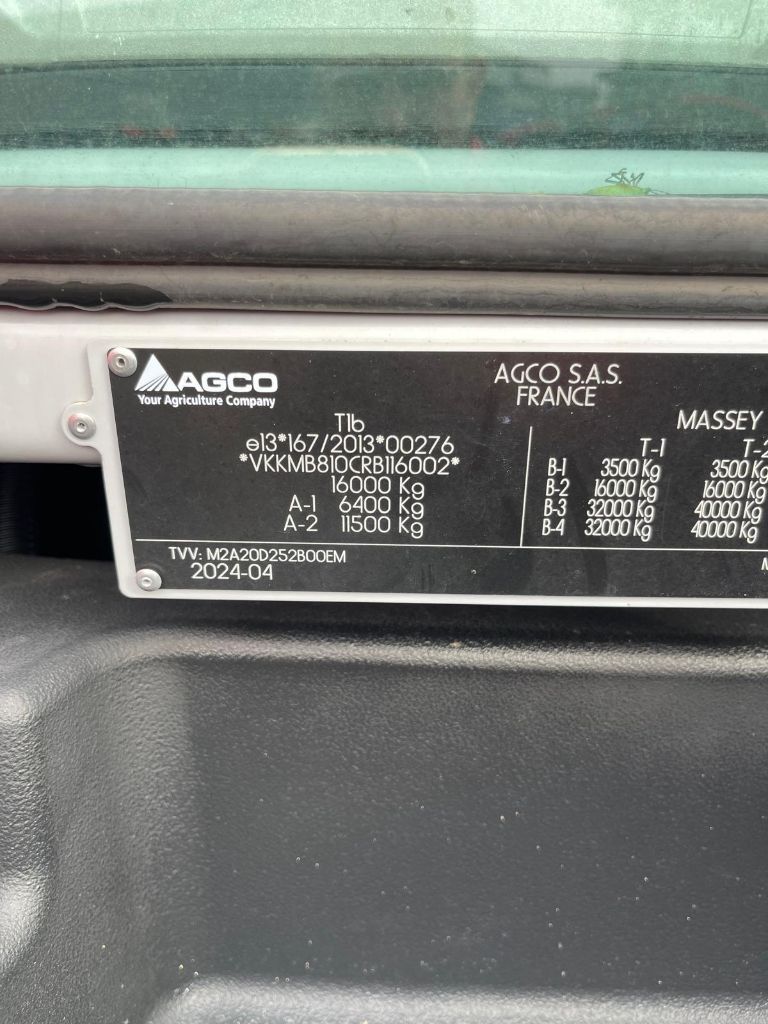 AGCO
Your Agriculture Company
AGCO S.A.S.
FRANCE
T1b
e13*167/2013*00276
*VKKMB810CRB116002*
16000 Kg
A-1 6400 Kg
A-2 11500 Kg
MASSEY
T-1 T-2
B-1 3500 Kg 3500 Kg
B-2 16000 Kg 16000 Kg
B-3 32000 Kg 40000 Kg
B-4 32000 Kg 40000 Kg
TVV: M2A20D252B00EM
2024-04